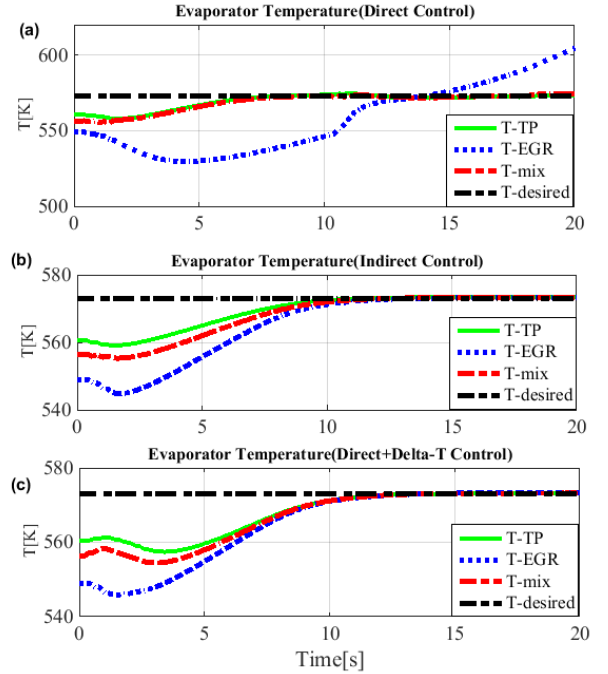 Evaporator Temperature(Direct Control)
(a)
T[K]
600
550
500
T-TP
T-EGR
T-mix
T-desired
0
5
10
15
20
Evaporator Temperature(Indirect Control)
(b)
T[K]
580
560
540
T-TP
T-EGR
T-mix
T-desired
0
5
10
15
20
Evaporator Temperature(Direct+Delta-T Control)
(c)
T[K]
580
560
540
T-TP
T-EGR
T-mix
T-desired
0
5
10
15
20
Time[s]